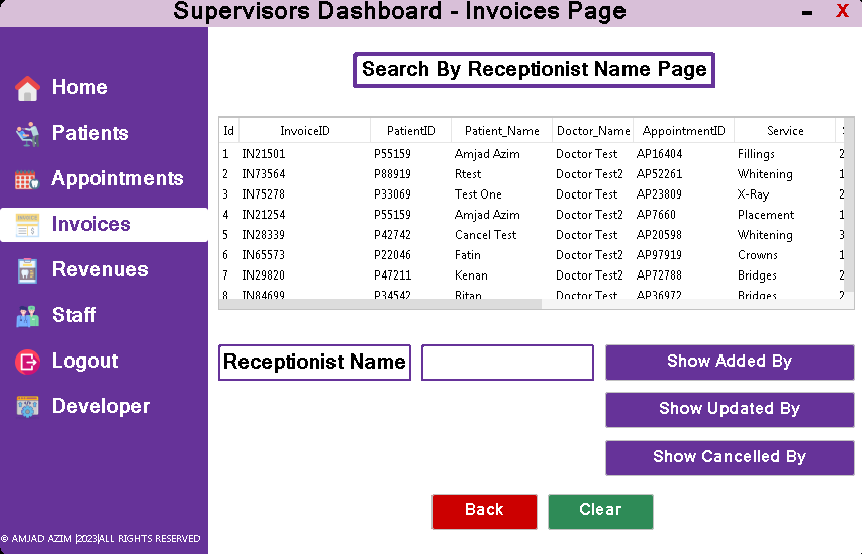 Supervisors Dashboard - Invoices Page
X
Home
Patients
Appointments
Invoices
Revenues
Staff
Logout
Developer
© AMJAD AZIM |2023|ALL RIGHTS RESERVED
Search By Receptionist Name Page
Id InvoiceID PatientID Patient_Name Doctor_Name AppointmentID Service
1 IN21501 P55159 Amjad Azim Doctor Test AP16404 Fillings 2
2 IN73564 P88919 Rtest Doctor Test2 AP52261 Whitening 1
3 IN75278 P33069 Test One Doctor Test2 AP23809 X-Ray 2
4 IN21254 P55159 Amjad Azim Doctor Test2 AP7660 Placement 1
5 IN28339 P42742 Cancel Test Doctor Test2 AP20598 Whitening 3
6 IN65573 P22046 Fatin Doctor Test2 AP97919 Crowns 1
7 IN29820 P47211 Kenan Doctor Test2 AP72788 Bridges 2
8 IN84699 P34542 Ritan Doctor Test AP36972 Bridges 2
Receptionist Name
Show Added By
Show Updated By
Show Cancelled By
Back
Clear